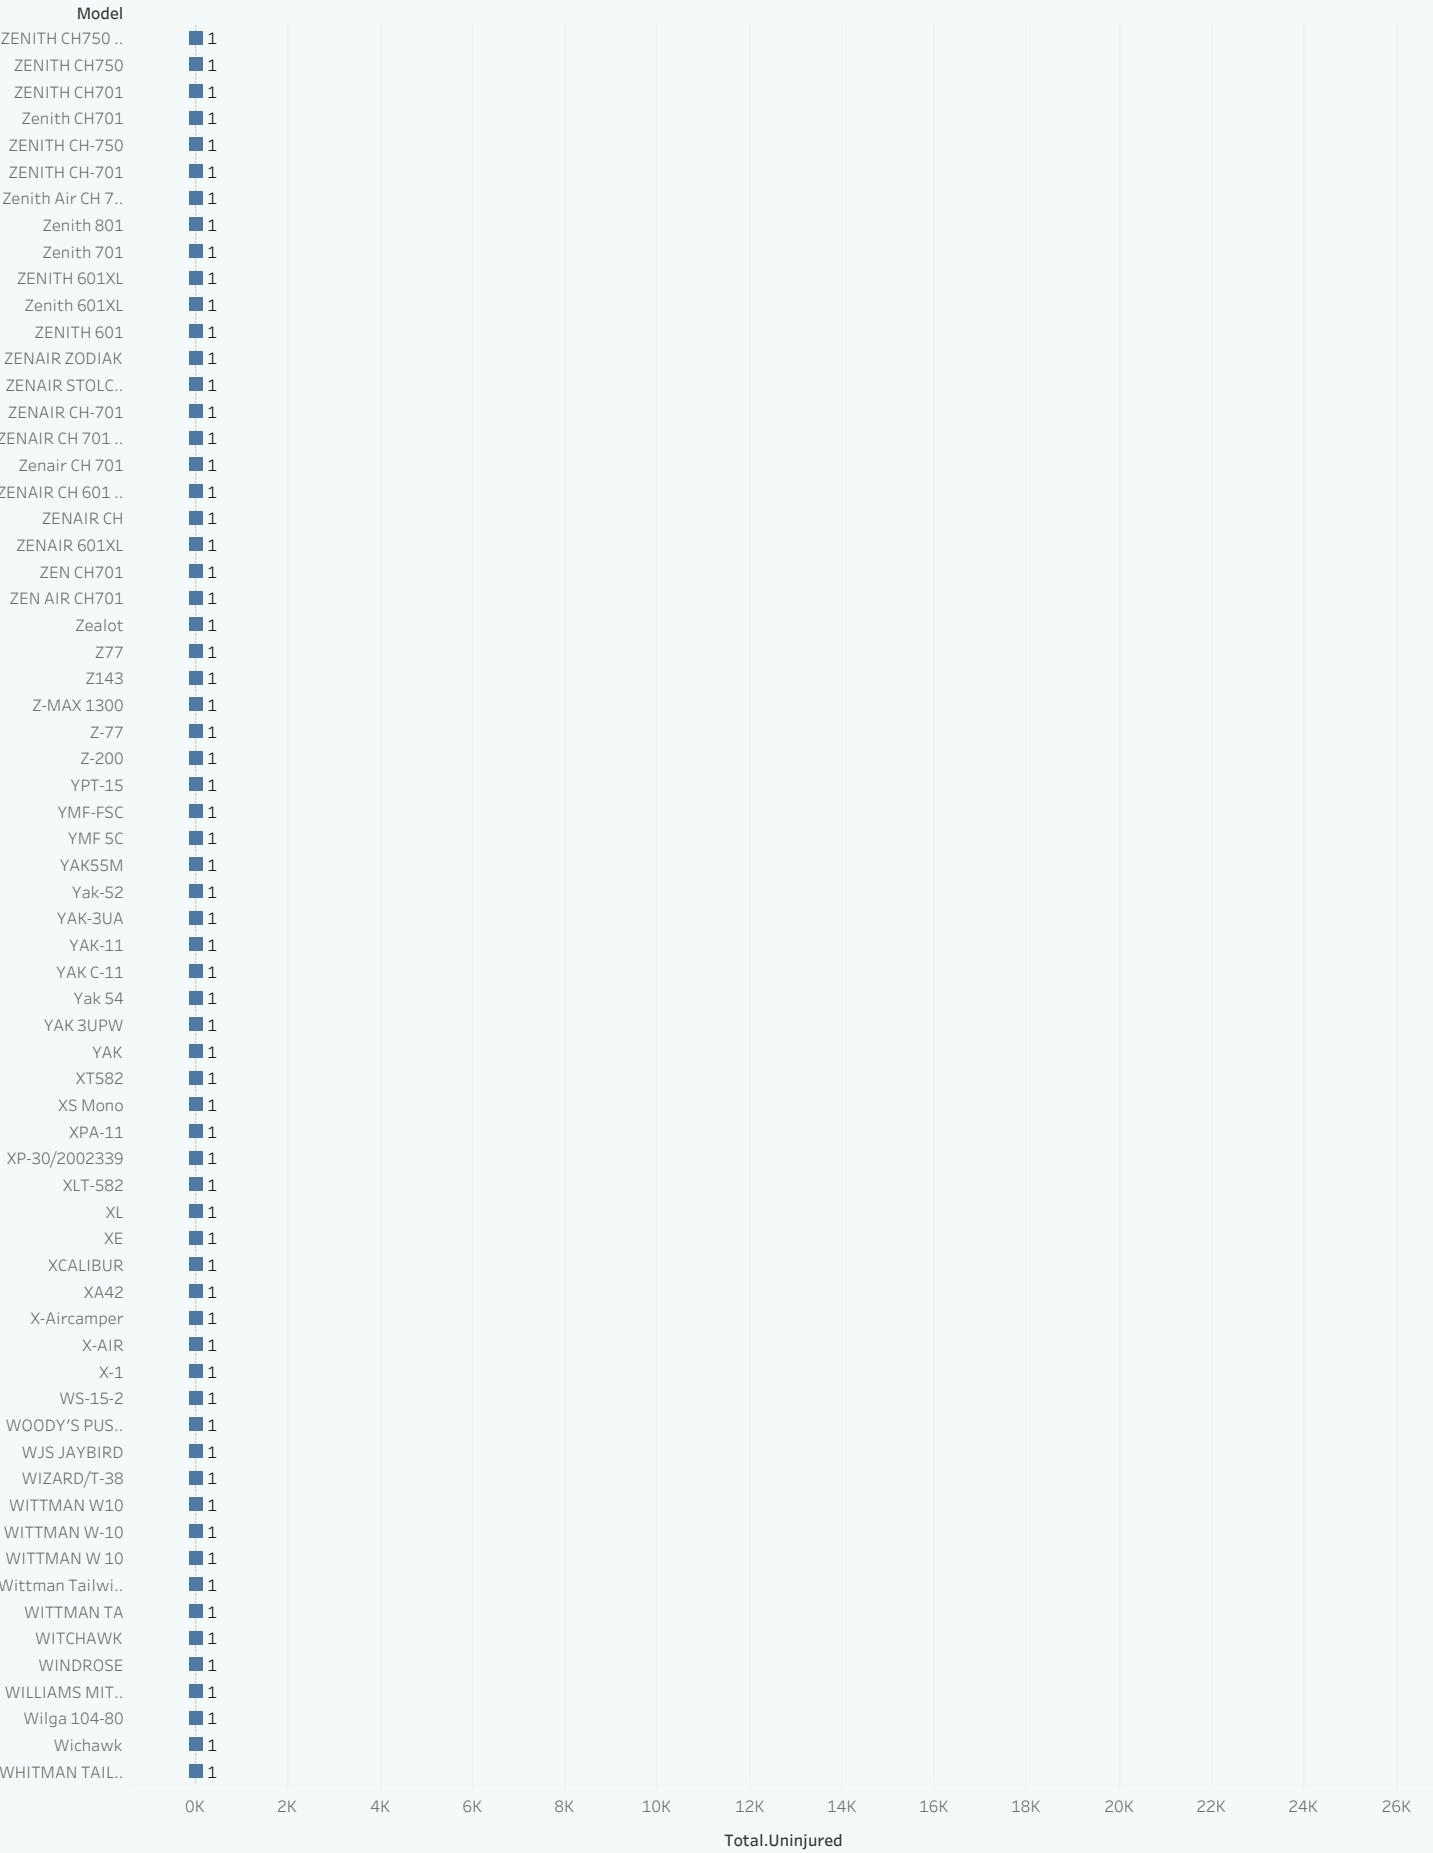 Model
ZENITH CH750 .. 1
ZENITH CH750 1
ZENITH CH701 1
Zenith CH701 1
ZENITH CH-750 1
ZENITH CH-701 1
Zenith Air CH 7.. 1
Zenith 801 1
Zenith 701 1
ZENITH 601XL 1
Zenith 601XL 1
ZENITH 601 1
ZENAIR ZODIAK 1
ZENAIR STOLC.. 1
ZENAIR CH-701 1
ZENAIR CH 701 .. 1
Zenair CH 701 1
ZENAIR CH 601 .. 1
ZENAIR CH 1
ZENAIR 601XL 1
ZEN CH701 1
ZEN AIR CH701 1
Zealot 1
Z77 1
Z143 1
Z-MAX 1300 1
Z-77 1
Z-200 1
YPT-15 1
YMF-FSC 1
YMF 5C 1
YAK55M 1
Yak-52 1
YAK-3UA 1
YAK-11 1
YAK C-11 1
Yak 54 1
YAK 3UPW 1
YAK 1
XT582 1
XS Mono 1
XPA-11 1
XP-30/2002339 1
XLT-582 1
XL 1
XE 1
XCALIBUR 1
XA42 1
X-Aircamper 1
X-AIR 1
X-1 1
WS-15-2 1
WOODY'S PUS.. 1
WJS JAYBIRD 1
WIZARD/T-38 1
WITTMAN W10 1
WITTMAN W-10 1
WITTMAN W 10 1
Wittman Tailwi.. 1
WITTMAN TA 1
WITCHAWK 1
WINDROSE 1
WILLIAMS MIT.. 1
Wilga 104-80 1
Wichawk 1
WHITMAN TAIL.. 1
0K 2K 4K 6K 8K 10K 12K 14K 16K 18K 20K 22K 24K 26K
Total.Uninjured